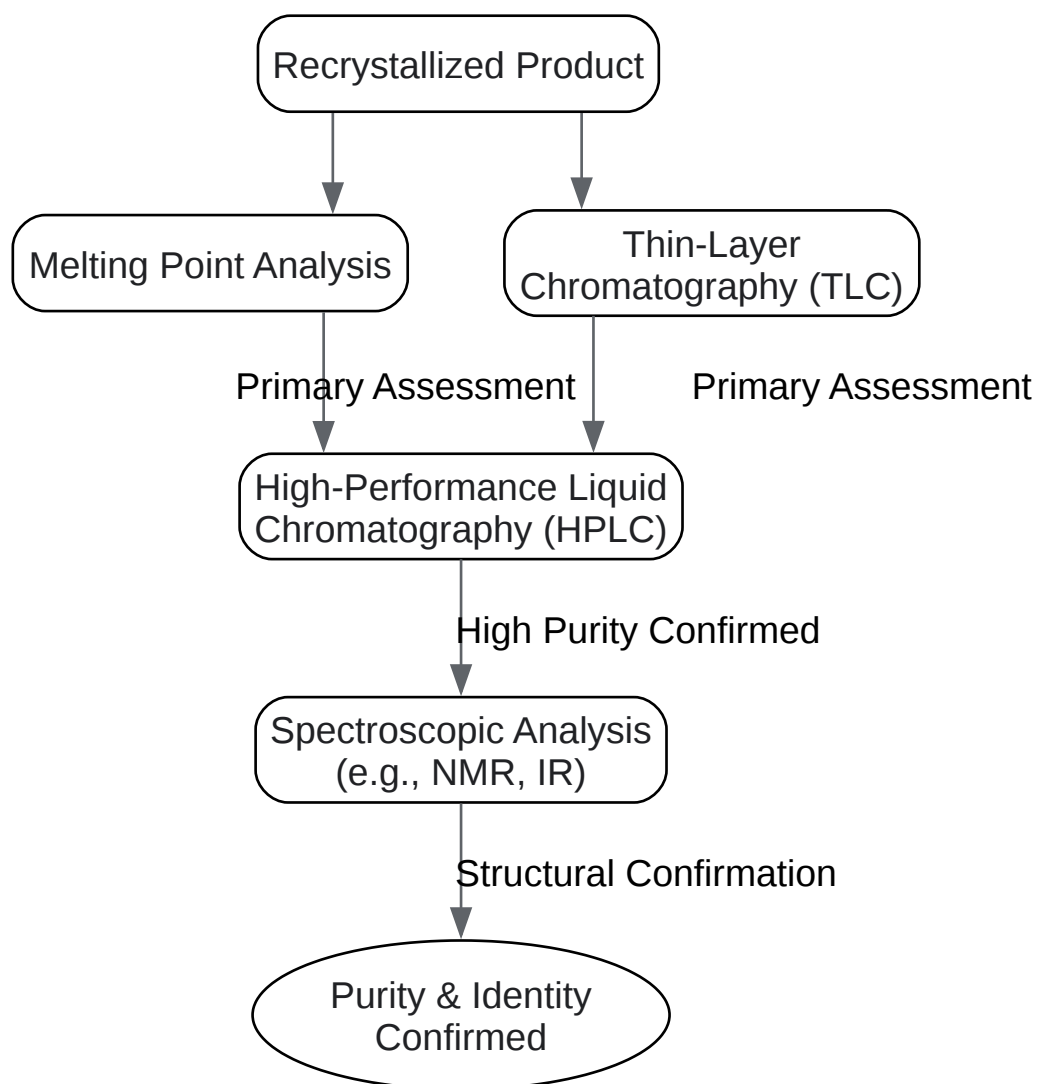 Recrystallized Product
Melting Point Analysis
Thin-Layer
Chromatography (TLC)
Primary Assessment
Primary Assessment
High-Performance Liquid
Chromatography (HPLC)
High Purity Confirmed
Spectroscopic Analysis
(e.g., NMR, IR)
Structural Confirmation
Purity & Identity
Confirmed